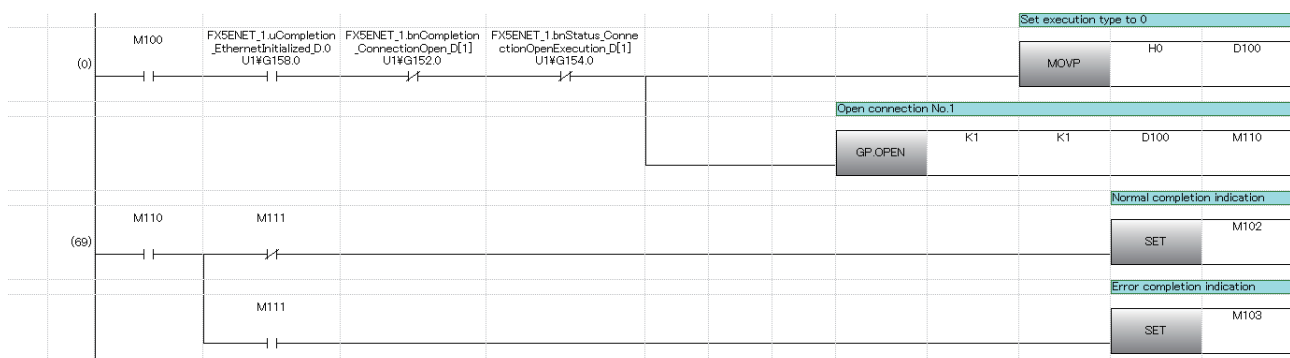 Set execution type to 0
M100
FX5ENET_1.uCompletion
_EthernetInitialized_D.0
U1¥G158.0
FX5ENET_1.bnCompletion
_ConnectionOpen_D[1]
U1¥G152.0
FX5ENET_1.bnStatus_Conne
ctionOpenExecution_D[1]
U1¥G154.0
(0)
MOVP
H0
D100
Open connection No.1
GP.OPEN
K1
K1
D100
M110
Normal completion indication
(69)
M110
M111
SET
M102
Error completion indication
M111
SET
M103